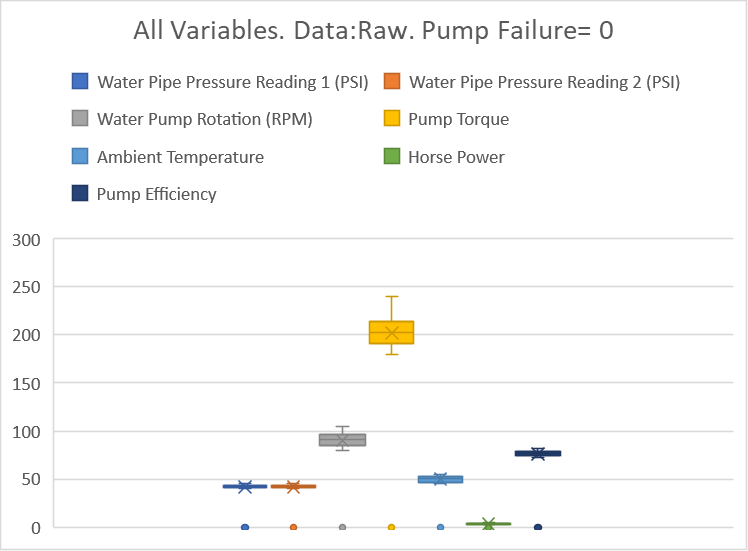 All Variables. Data:Raw. Pump Failure= 0
Water Pipe Pressure Reading 1 (PSI) Water Pipe Pressure Reading 2 (PSI)
Water Pump Rotation (RPM) Pump Torque
Ambient Temperature Horse Power
Pump Efficiency
300
250
200
150
100
50
0